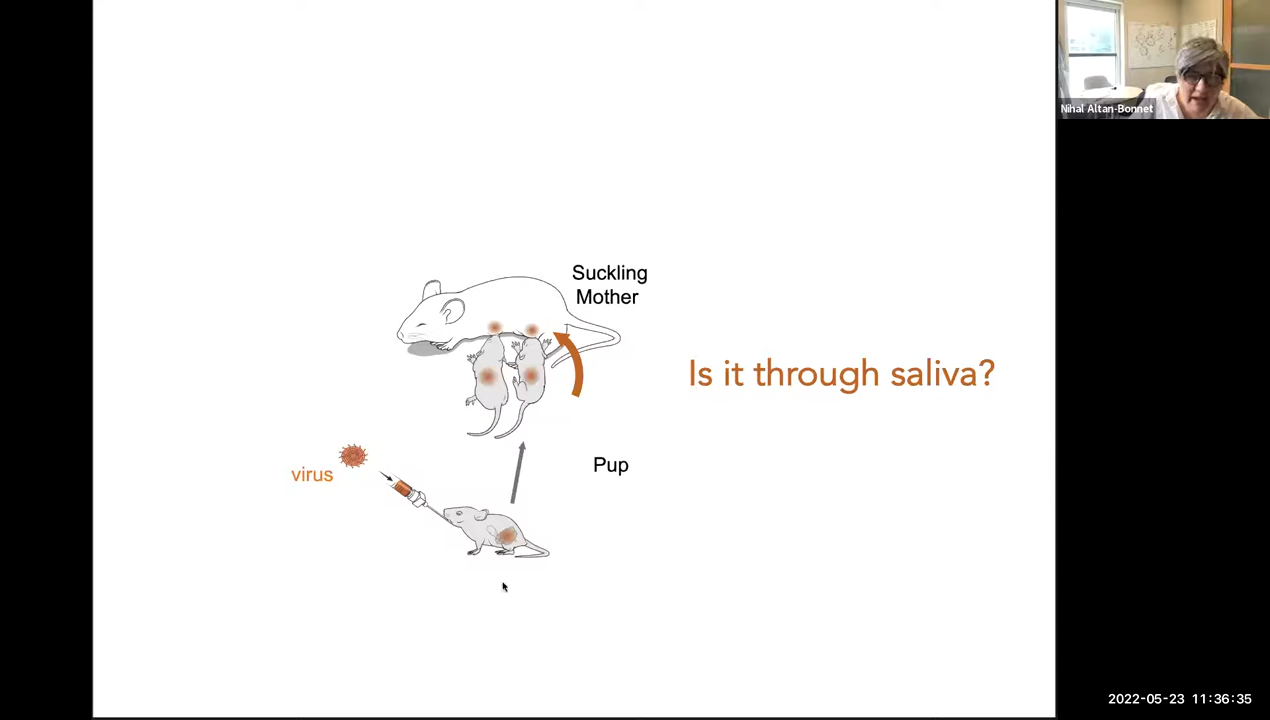 Nihal Altan-Bonnet
Suckling
Mother
Is it through saliva?
Pup
virus
2022-05-23 11:36:35